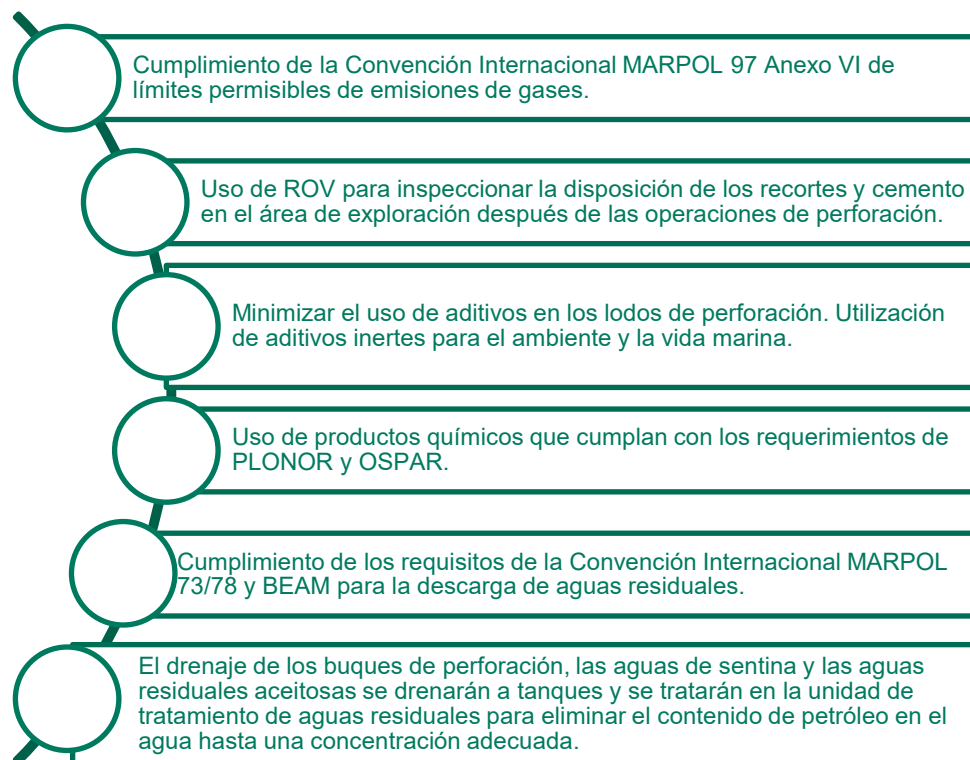 Cumplimiento de la Convención Internacional MARPOL 97 Anexo VI de
límites permisibles de emisiones de gases.
Uso de ROV para inspeccionar la disposición de los recortes y cemento
en el área de exploración después de las operaciones de perforación.
Minimizar el uso de aditivos en los lodos de perforación. Utilización
de aditivos inertes para el ambiente y la vida marina.
Uso de productos químicos que cumplan con los requerimientos de
PLONOR y OSPAR.
Cumplimiento de los requisitos de la Convención Internacional MARPOL
73/78 y BEAM para la descarga de aguas residuales.
El drenaje de los buques de perforación, las aguas de sentina y las aguas
residuales aceitosas se drenarán a tanques y se tratarán en la unidad de
tratamiento de aguas residuales para eliminar el contenido de petróleo en el
agua hasta una concentración adecuada.